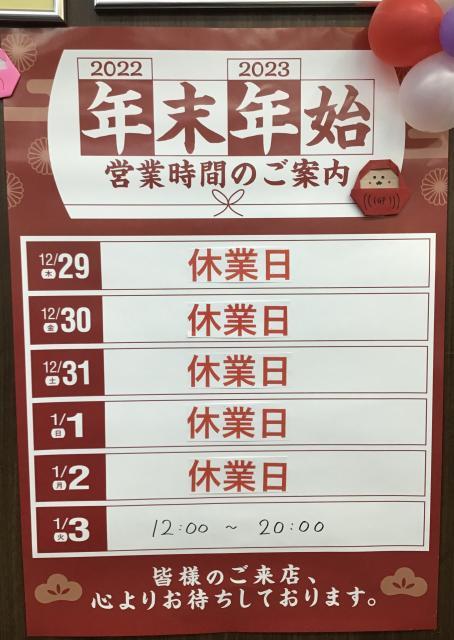 2022 2023
年末年始
営業時間のご案内
12/29 木 休業日
12/30 金 休業日
12/31 土 休業日
1/1 日 休業日
1/2 月 休業日
1/3 火 12:00 ~ 20:00
皆様のご来店、
心よりお待ちしております。